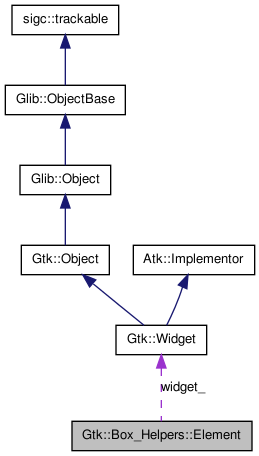 sigc::trackable
Glib::ObjectBase
Glib::Object
Gtk::Object
Atk::Implementor
Gtk::Widget
widget_
Gtk::Box_Helpers::Element